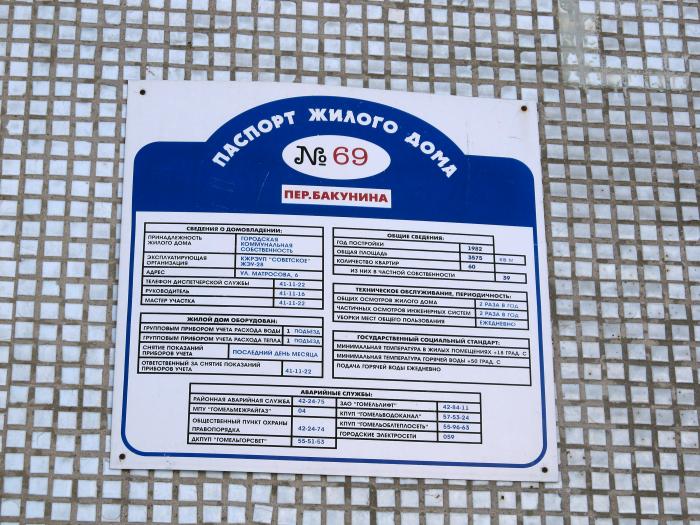 ПАСПОРТ ЖИЛОГО ДОМА
№ 69
ПЕР.БАКУНИНА
СВЕДЕНИЯ О ДОМОВЛАДЕНИИ:
ПРИНАДЛЕЖНОСТЬ ЖИЛОГО ДОМА ГОРОДСКАЯ КОММУНАЛЬНАЯ СОБСТВЕННОСТЬ
ЭКСПЛУАТИРУЮЩАЯ ОРГАНИЗАЦИЯ КЖРЭУП "СОВЕТСКОЕ" ЖЭУ-28
АДРЕС УЛ. МАТРОСОВА, 6
ТЕЛЕФОН ДИСПЕТЧЕРСКОЙ СЛУЖБЫ 41-11-22
РУКОВОДИТЕЛЬ 41-11-16
МАСТЕР УЧАСТКА 41-11-22
ЖИЛОЙ ДОМ ОБОРУДОВАН:
ГРУППОВЫМ ПРИБОРОМ УЧЕТА РАСХОДА ВОДЫ 1 ПОДЪЕЗД
ГРУППОВЫМ ПРИБОРОМ УЧЕТА РАСХОДА ТЕПЛА 1 ПОДЪЕЗД
СНЯТИЕ ПОКАЗАНИЙ ПРИБОРОВ УЧЕТА ПОСЛЕДНИЙ ДЕНЬ МЕСЯЦА
ОТВЕТСТВЕННЫЙ ЗА СНЯТИЕ ПОКАЗАНИЙ ПРИБОРОВ УЧЕТА 41-11-22
ОБЩИЕ СВЕДЕНИЯ:
ГОД ПОСТРОЙКИ 1982
ОБЩАЯ ПЛОЩАДЬ 3675 КВ М
КОЛИЧЕСТВО КВАРТИР 60
ИЗ НИХ В ЧАСТНОЙ СОБСТВЕННОСТИ 59
ТЕХНИЧЕСКОЕ ОБСЛУЖИВАНИЕ, ПЕРИОДИЧНОСТЬ:
ОБЩИХ ОСМОТРОВ ЖИЛОГО ДОМА 2 РАЗА В ГОД
ЧАСТИЧНЫХ ОСМОТРОВ ИНЖЕНЕРНЫХ СИСТЕМ 2 РАЗА В ГОД
УБОРКИ МЕСТ ОБЩЕГО ПОЛЬЗОВАНИЯ ЕЖЕДНЕВНО
ГОСУДАРСТВЕННЫЙ СОЦИАЛЬНЫЙ СТАНДАРТ:
МИНИМАЛЬНАЯ ТЕМПЕРАТУРА В ЖИЛЫХ ПОМЕЩЕНИЯХ +18 ГРАД. С
МИНИМАЛЬНАЯ ТЕМПЕРАТУРА ГОРЯЧЕЙ ВОДЫ +50 ГРАД. С
ПОДАЧА ГОРЯЧЕЙ ВОДЫ ЕЖЕДНЕВНО
АВАРИЙНЫЕ СЛУЖБЫ:
РАЙОННАЯ АВАРИЙНАЯ СЛУЖБА 42-24-75
МПУ "ГОМЕЛЬМЕЖРАЙГАЗ" 04
ОБЩЕСТВЕННЫЙ ПУНКТ ОХРАНЫ ПРАВОПОРЯДКА 42-24-74
ДКПУП "ГОМЕЛЬГОРСВЕТ" 55-51-53
ЗАО "ГОМЕЛЬЛИФТ" 42-84-11
КПУП "ГОМЕЛЬВОДОКАНАЛ" 57-53-24
КПУП "ГОМЕЛЬОБЛТЕПЛОСЕТЬ" 55-96-63
ГОРОДСКИЕ ЭЛЕКТРОСЕТИ 059